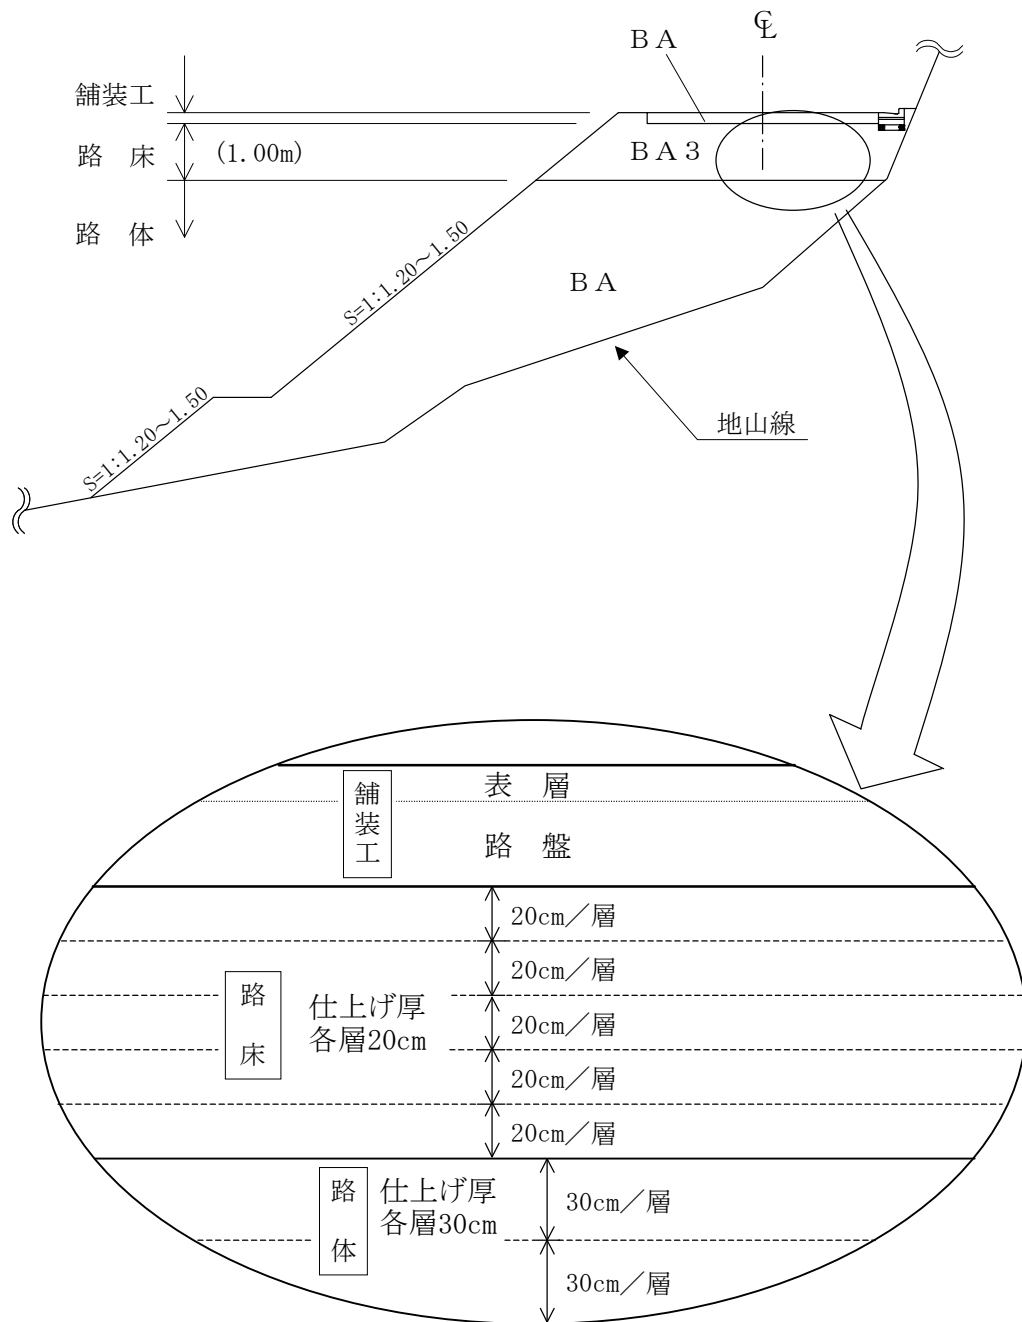 ℄
ＢＡ
舗装工
路　床
(1.00m)
ＢＡ３
路　体
S=1:1.20～1.50
ＢＡ
S=1:1.20～1.50
地山線
表　層
舗装工
路　盤
20cm／層
20cm／層
路床
仕上げ厚
各層20cm
20cm／層
20cm／層
20cm／層
路体
仕上げ厚
各層30cm
30cm／層
30cm／層